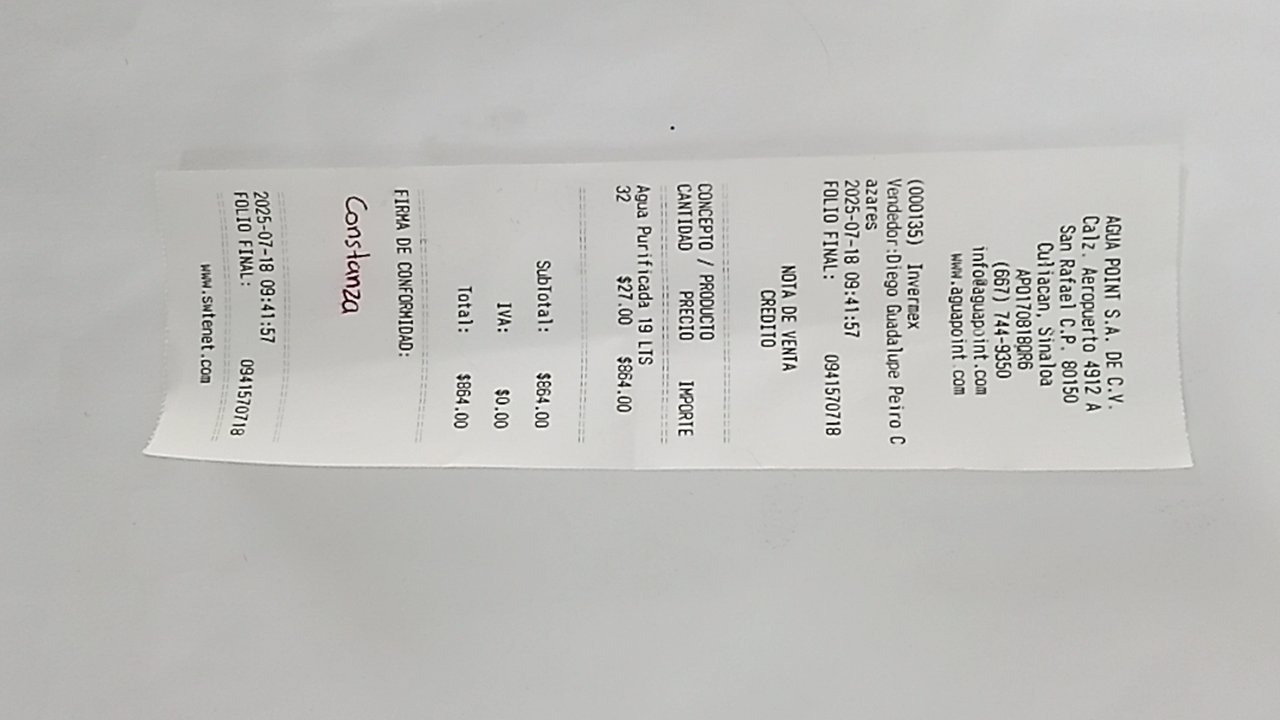 AGUA POINT S.A. DE C.V.
Calz. Aeropuerto 4912 A
San Rafael C.P. 80150
Culiacan, Sinaloa
APO170818QR6
(667) 744-9350
info@aguapoint.com
www.aguapoint.com
(000135) Invermex
Vendedor:Diego Guadalupe Peiro C
azares
2025-07-18 09:41:57
FOLIO FINAL: 0941570718
NOTA DE VENTA
CREDITO
CONCEPTO / PRODUCTO
CANTIDAD PRECIO IMPORTE
Agua Purificada 19 LTS
32 $27.00 $864.00
SubTotal: $864.00
IVA: $0.00
Total: $864.00
FIRMA DE CONFORMIDAD:
Constanza
2025-07-18 09:41:57
FOLIO FINAL: 0941570718
www.swtenet.com